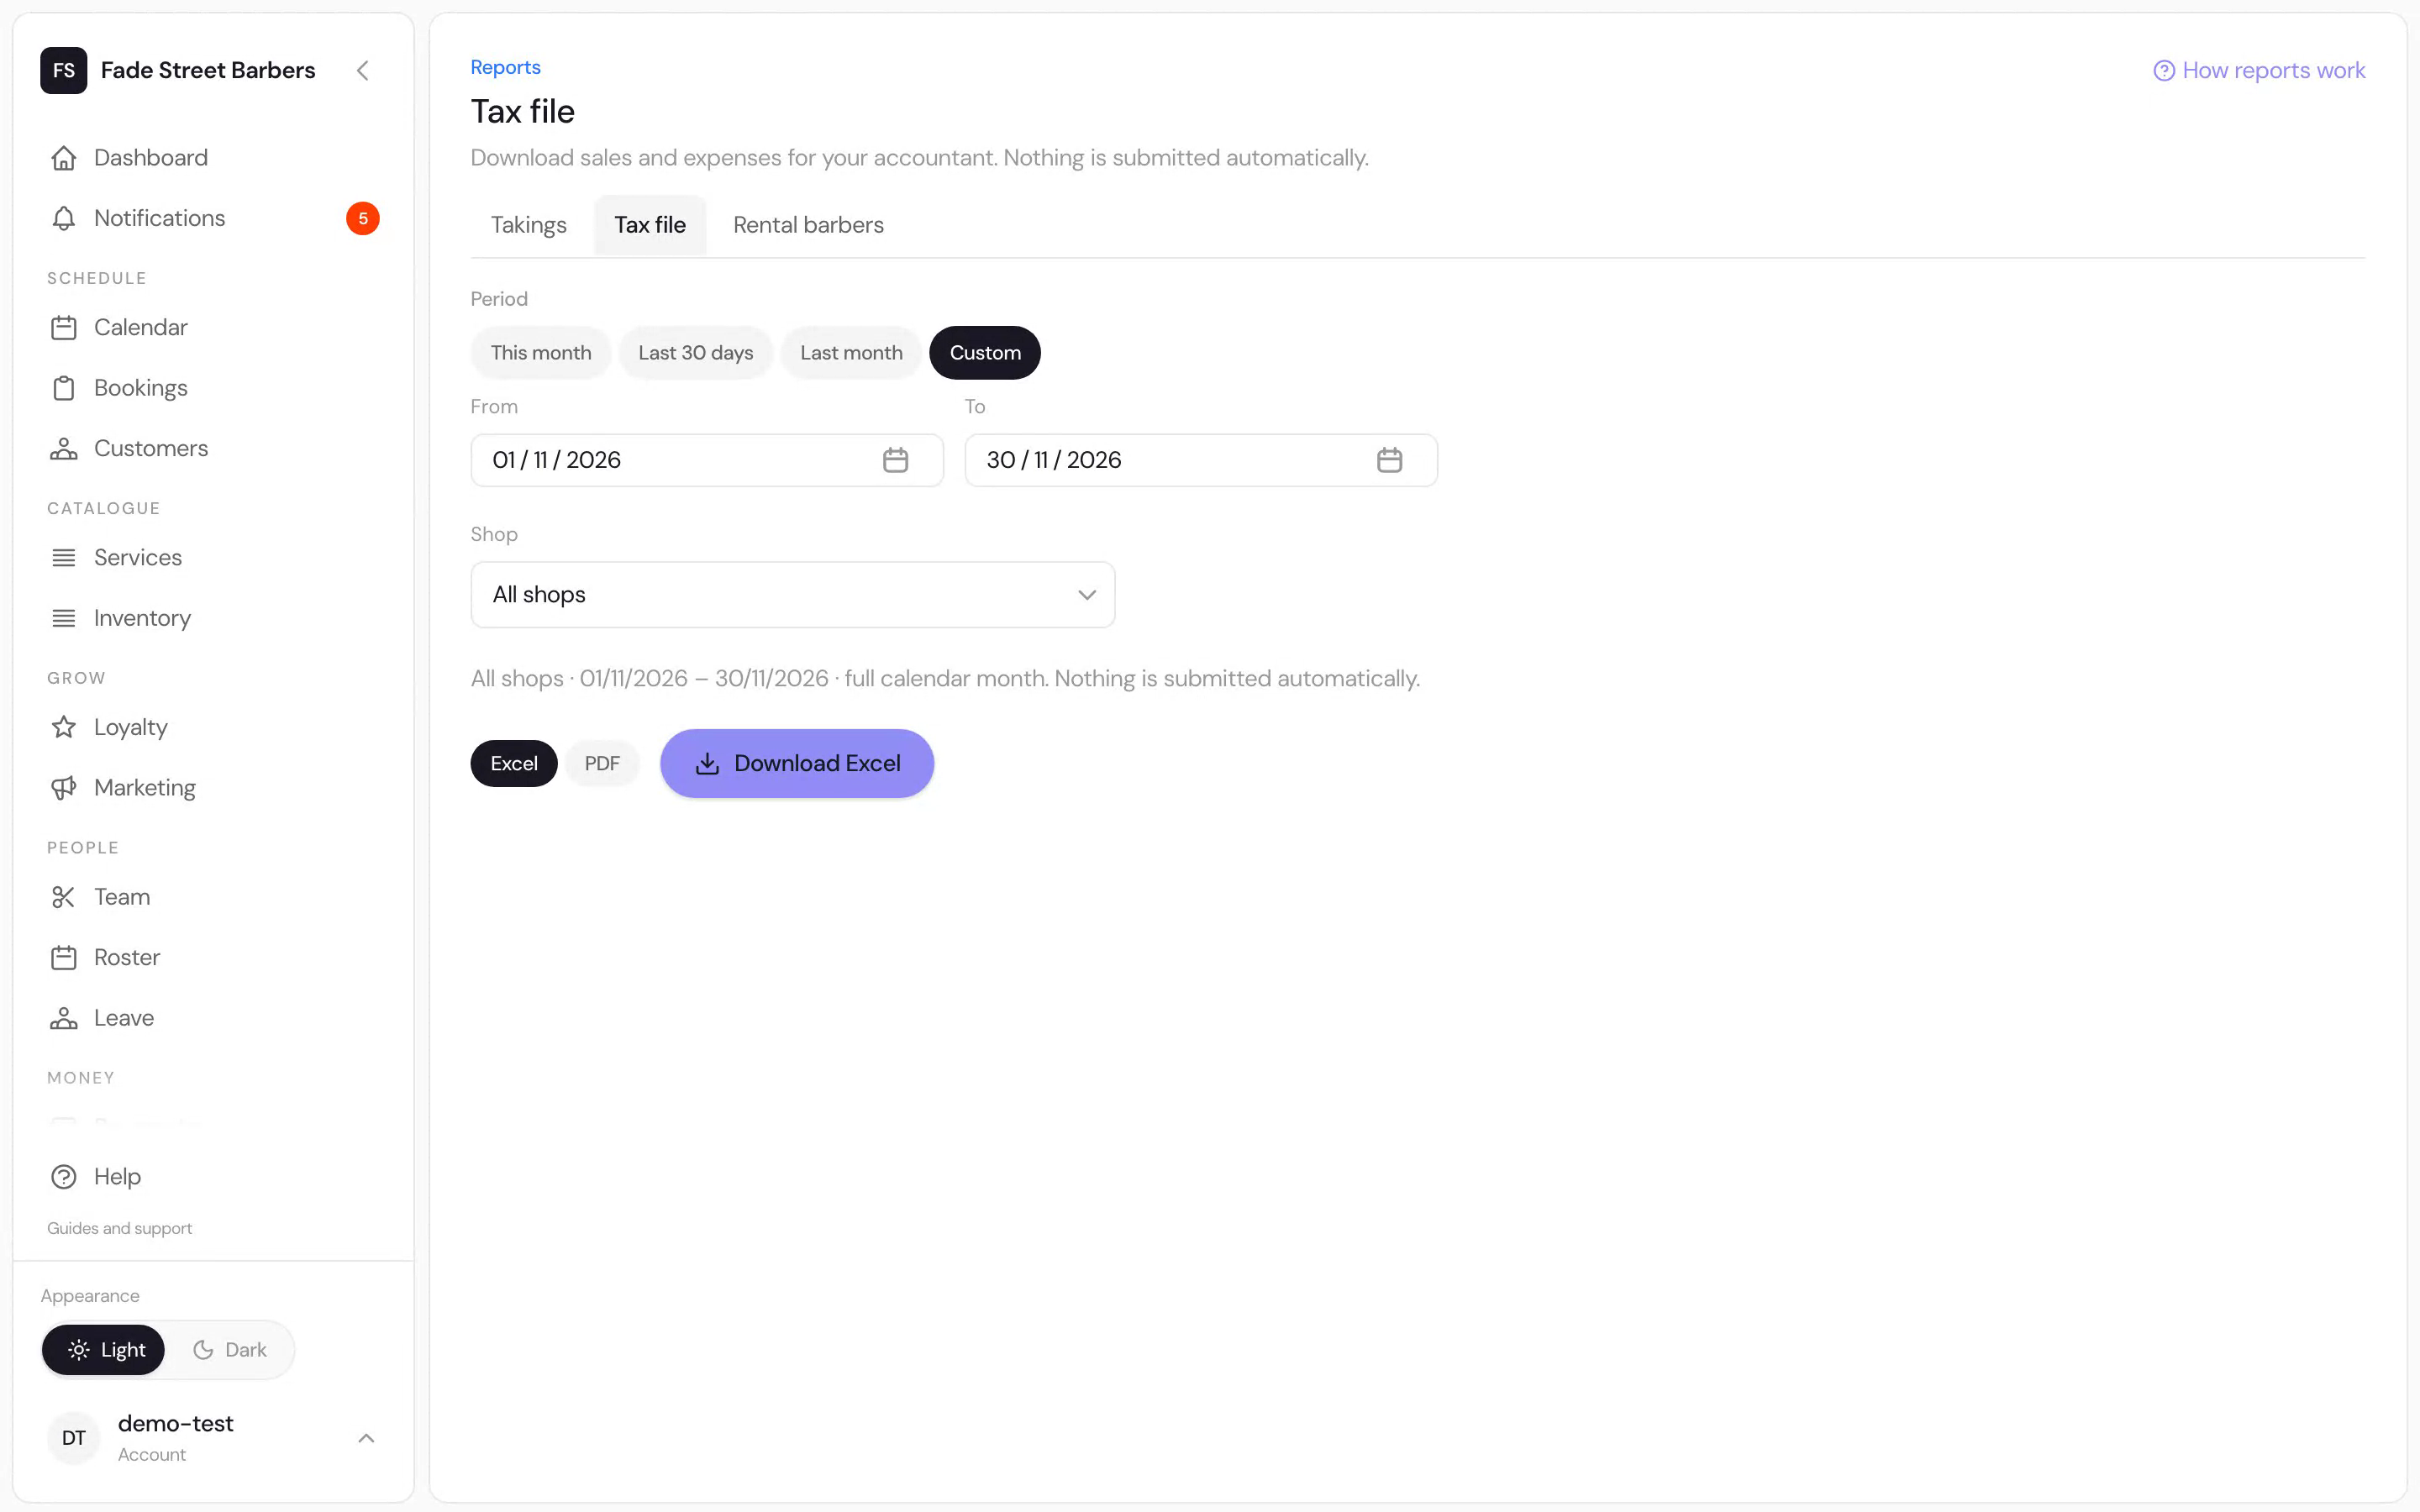 FS Fade Street Barbers
Dashboard
Notifications 5
SCHEDULE
Calendar
Bookings
Customers
CATALOGUE
Services
Inventory
GROW
Loyalty
Marketing
PEOPLE
Team
Roster
Leave
MONEY
Help
Guides and support
Appearance
Light Dark
DT demo-test
Account
Reports
How reports work
Tax file
Download sales and expenses for your accountant. Nothing is submitted automatically.
Takings Tax file Rental barbers
Period
This month Last 30 days Last month Custom
From To
01 / 11 / 2026 30 / 11 / 2026
Shop
All shops
All shops · 01/11/2026 – 30/11/2026 · full calendar month. Nothing is submitted automatically.
Excel PDF Download Excel